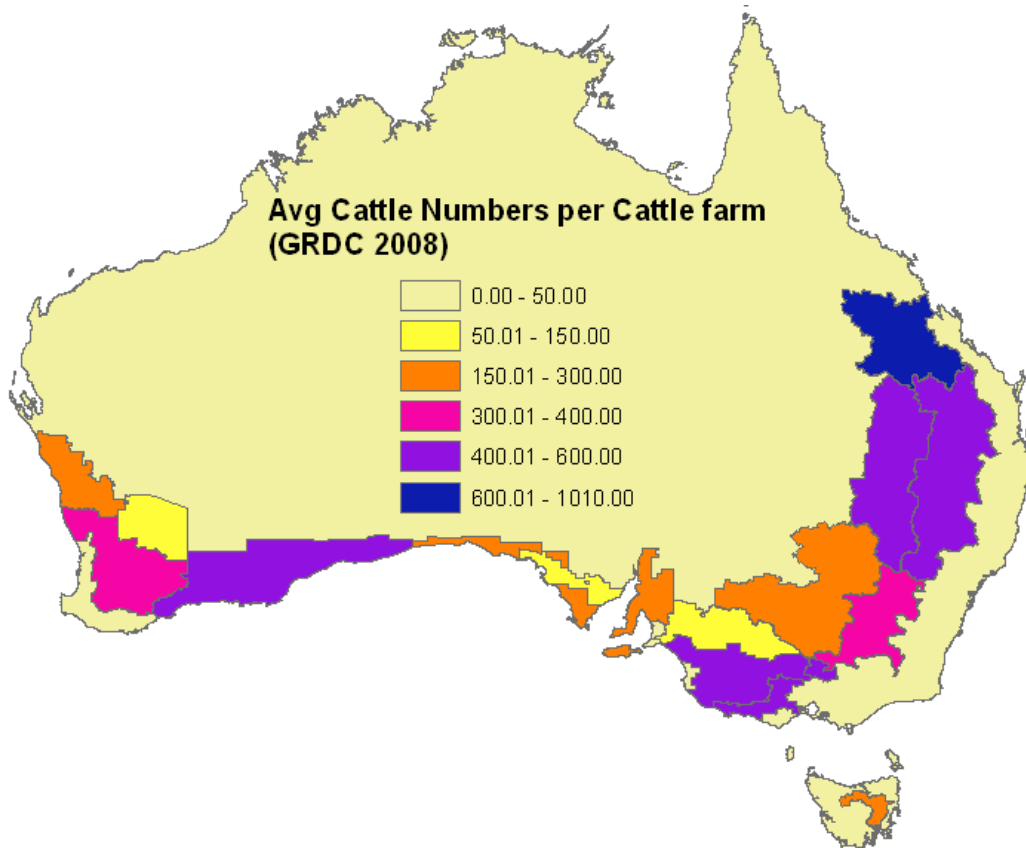 Avg Cattle Numbers per Cattle farm
(GRDC 2008)
0.00 - 50.00
50.01 - 150.00
150.01 - 300.00
300.01 - 400.00
400.01 - 600.00
600.01 - 1010.00